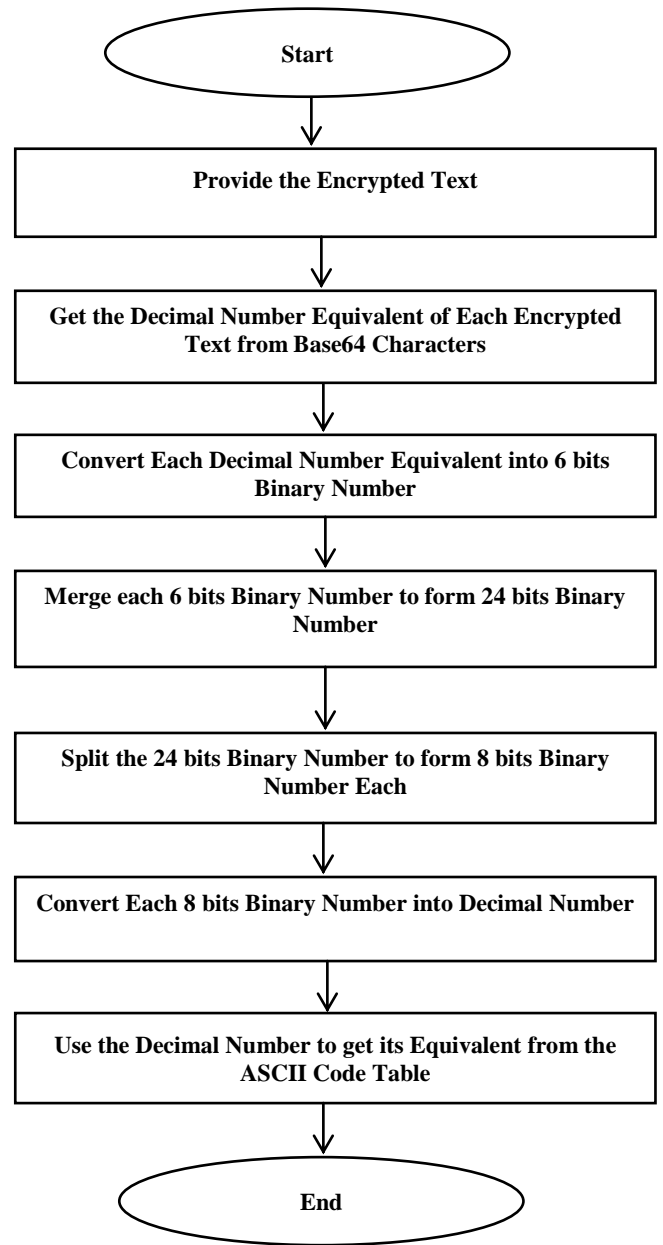 Start
Provide the Encrypted Text
Get the Decimal Number Equivalent of Each Encrypted
Text from Base64 Characters
Convert Each Decimal Number Equivalent into 6 bits
Binary Number
Merge each 6 bits Binary Number to form 24 bits Binary
Number
Split the 24 bits Binary Number to form 8 bits Binary
Number Each
Convert Each 8 bits Binary Number into Decimal Number
Use the Decimal Number to get its Equivalent from the
ASCII Code Table
End